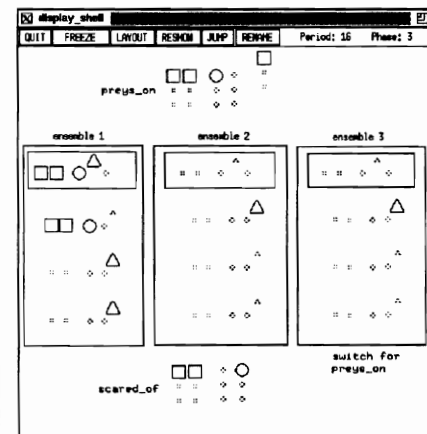 display_shell
QUIT FREEZE LAYOUT RESHOW JUMP RENAME Period: 16 Phase: 3
preys_on
ensemble 1 ensemble 2 ensemble 3
switch for
preys_on
scared_of